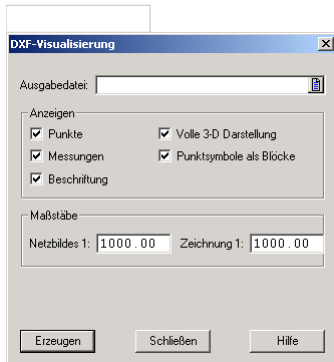 DXF-Visualisierung
Ausgabedatei:
Anzeigen
Punkte Volle 3-D Darstellung
Messungen Punktsymbole als Blöcke
Beschriftung
Maßstäbe
Netzbildes 1: 1000.00 Zeichnung 1: 1000.00
Erzeugen Schließen Hilfe